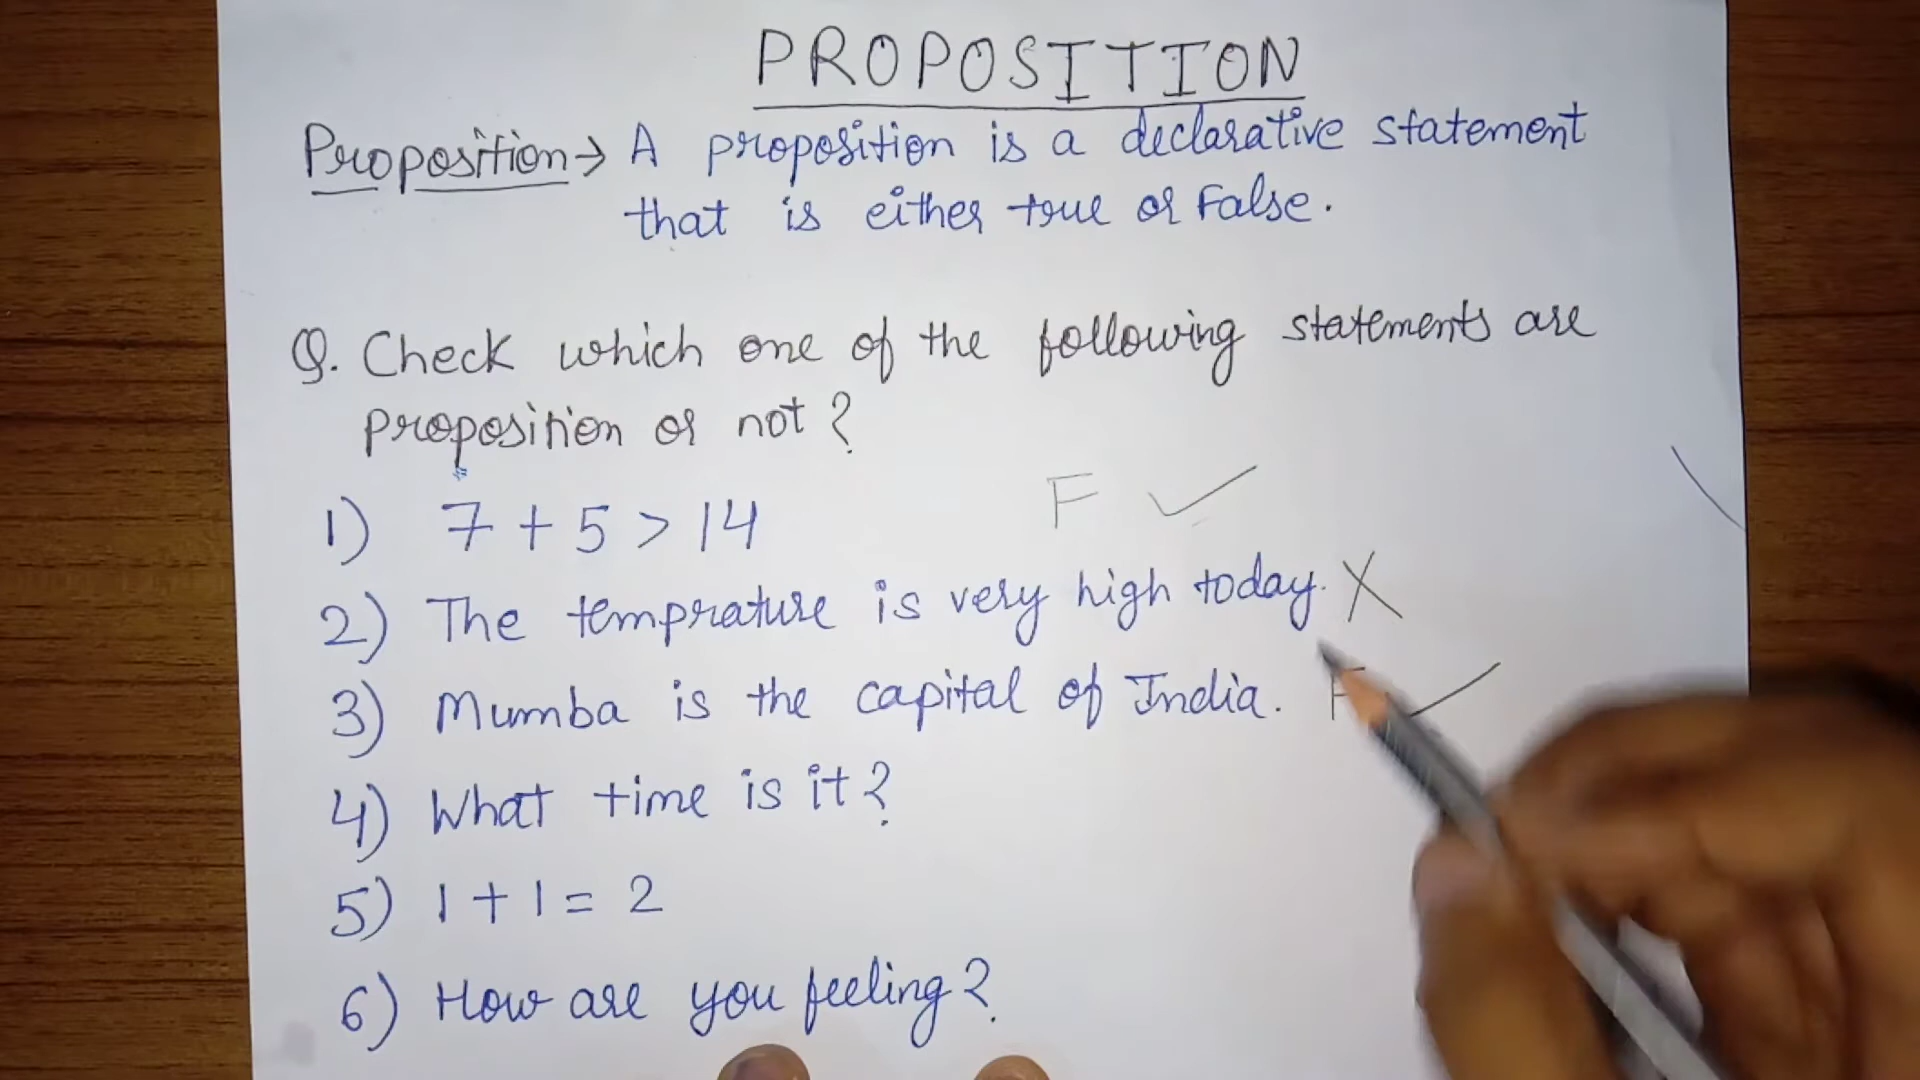 PROPOSITION
Proposition → A proposition is a declarative statement
that is either true or False.
Q. Check which one of the following statements are
proposition or not?
1) 7 + 5 > 14 F ✓
2) The temprature is very high today. X
3) Mumba is the capital of India. F ✓
4) What time is it?
5) 1 + 1 = 2
6) How are you feeling?